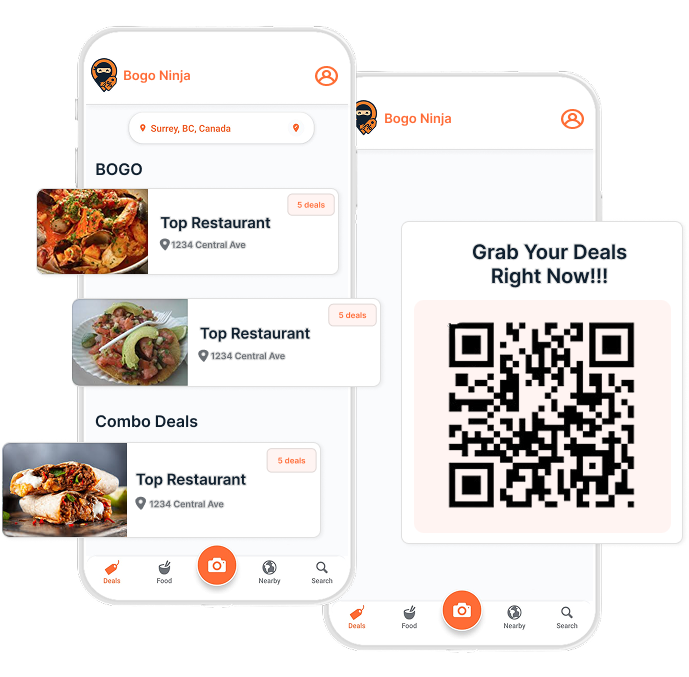 Bogo Ninja
Surrey, BC, Canada
BOGO
5 deals
Top Restaurant
1234 Central Ave
5 deals
Top Restaurant
1234 Central Ave
Combo Deals
5 deals
Top Restaurant
1234 Central Ave
Deals
Food
Nearby
Search
Bogo Ninja
Grab Your Deals
Right Now!!!
Deals
Food
Nearby
Search